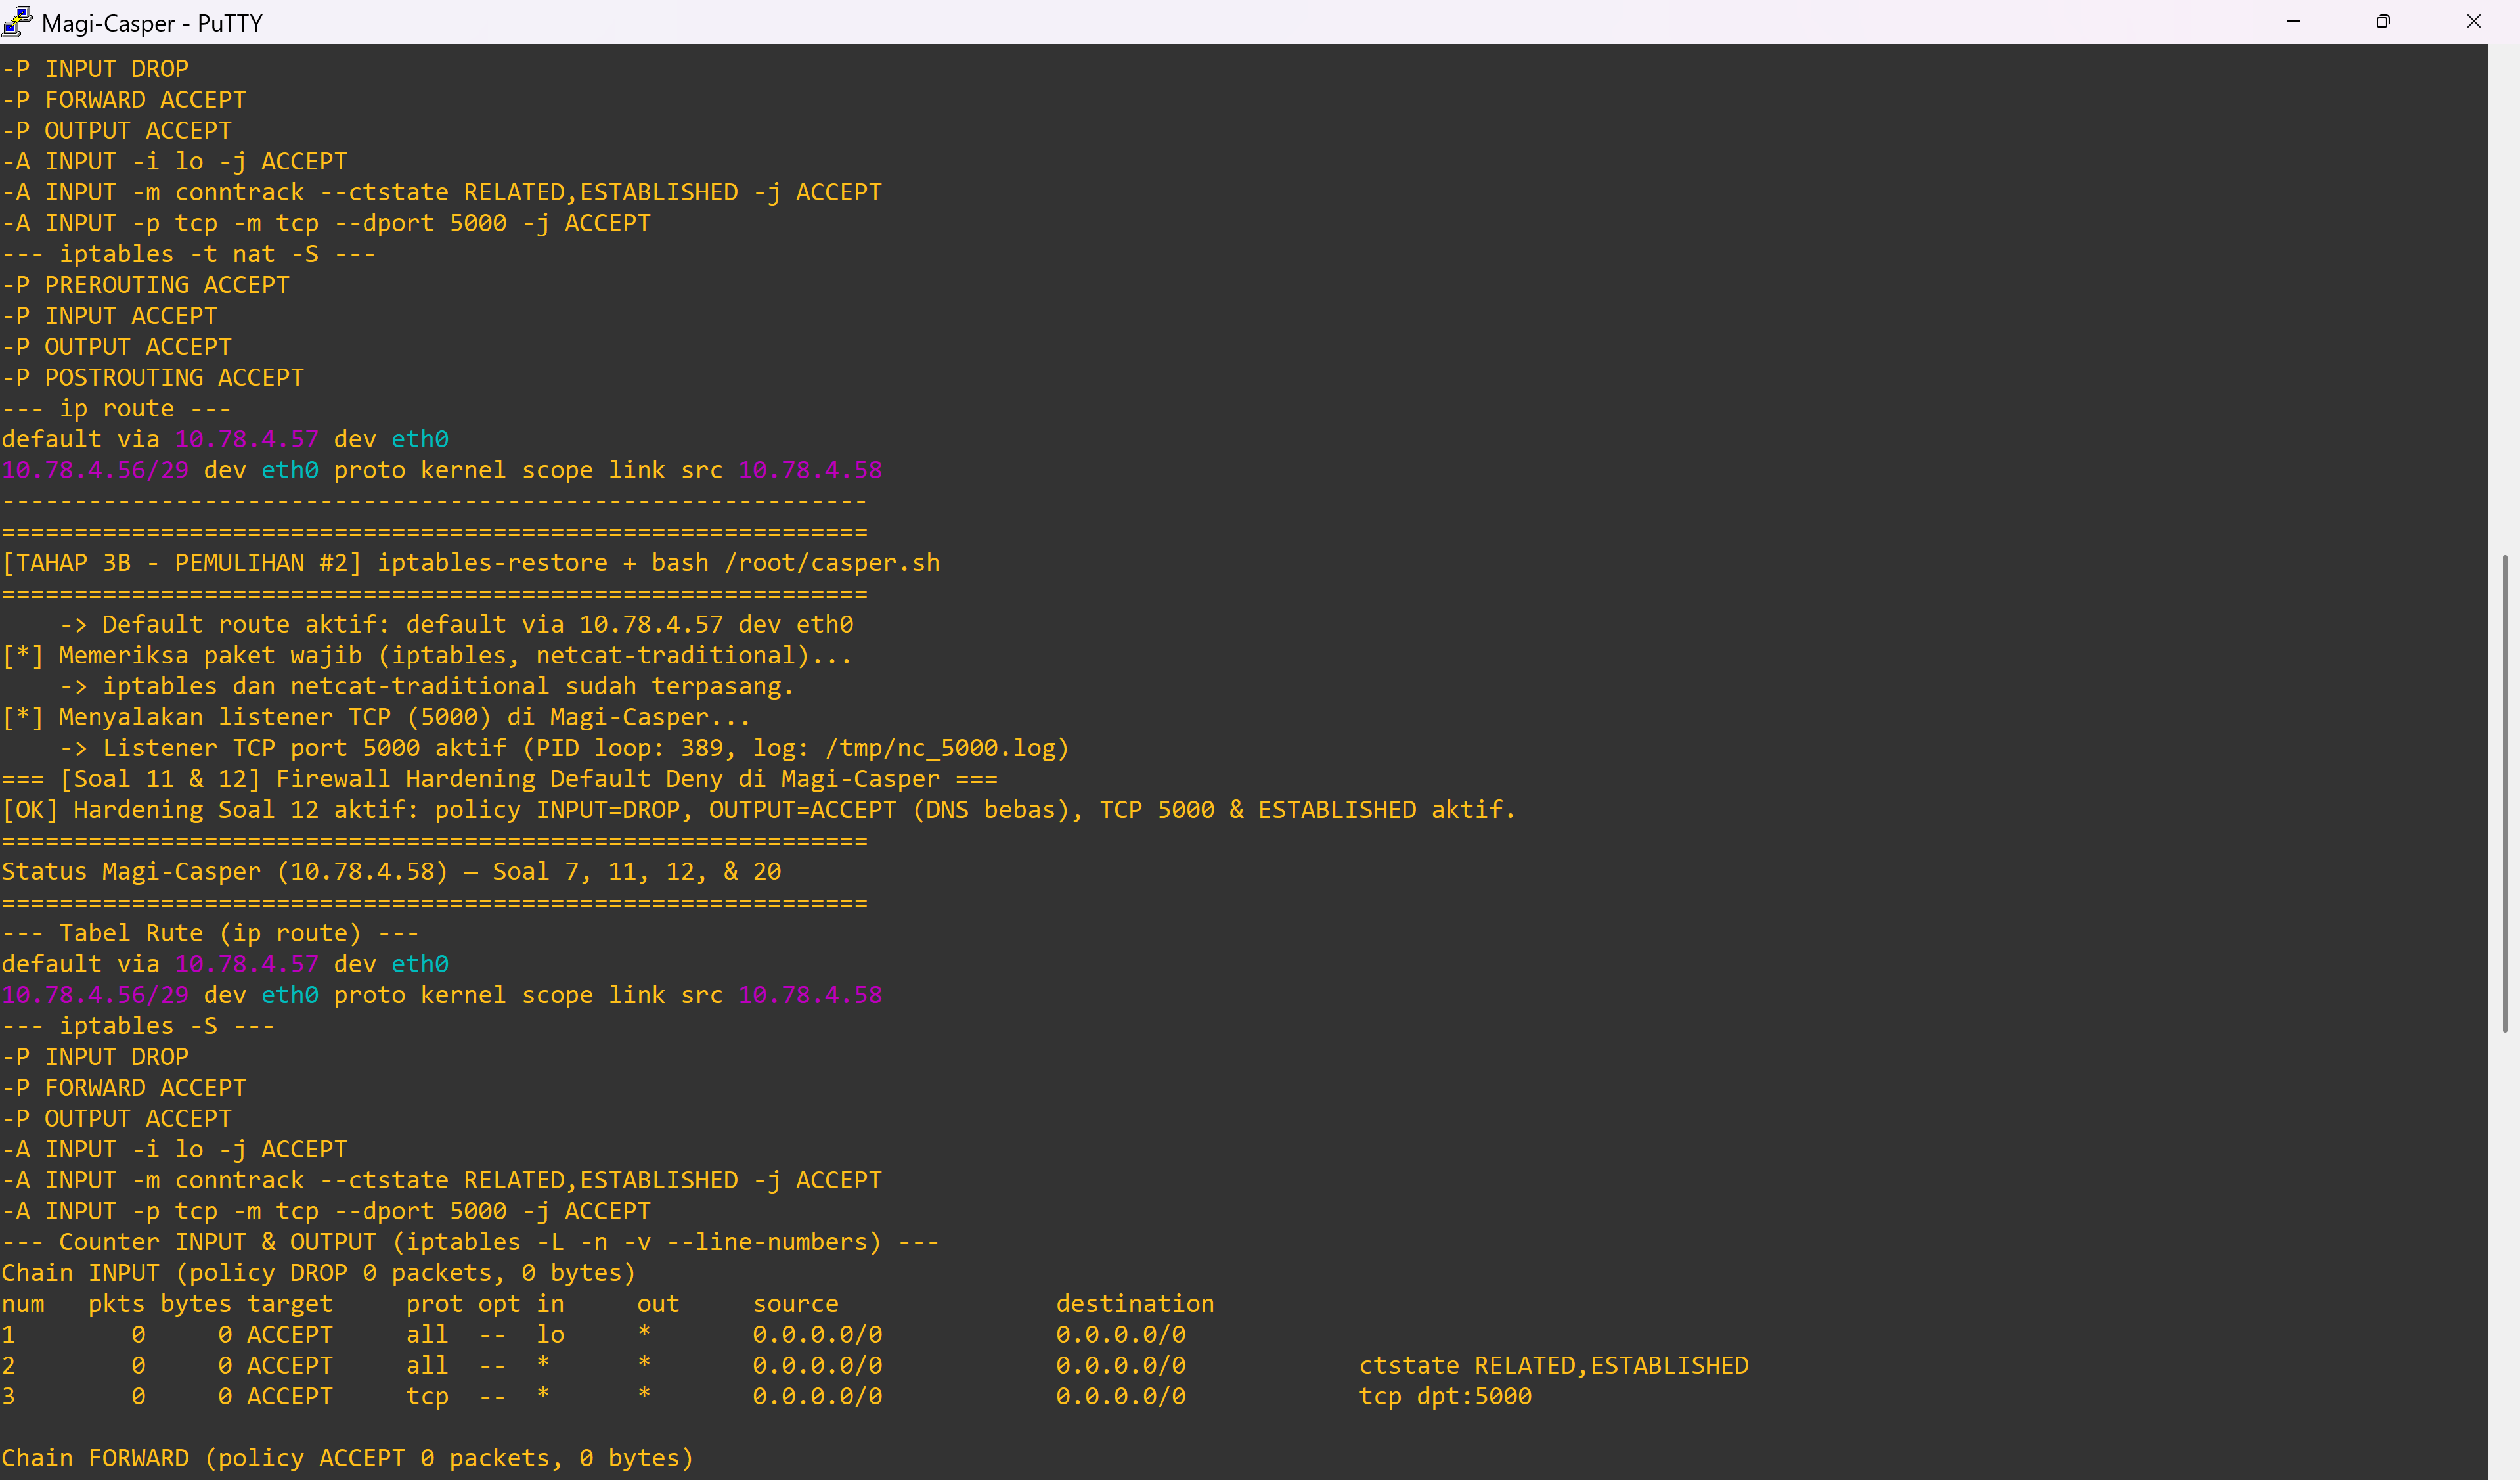 Magi-Casper - PuTTY
-P INPUT DROP
-P FORWARD ACCEPT
-P OUTPUT ACCEPT
-A INPUT -i lo -j ACCEPT
-A INPUT -m conntrack --ctstate RELATED,ESTABLISHED -j ACCEPT
-A INPUT -p tcp -m tcp --dport 5000 -j ACCEPT
--- iptables -t nat -S ---
-P PREROUTING ACCEPT
-P INPUT ACCEPT
-P OUTPUT ACCEPT
-P POSTROUTING ACCEPT
--- ip route ---
default via 10.78.4.57 dev eth0
10.78.4.56/29 dev eth0 proto kernel scope link src 10.78.4.58
------------------------------------------------------------
============================================================
[TAHAP 3B - PEMULIHAN #2] iptables-restore + bash /root/casper.sh
============================================================
    -> Default route aktif: default via 10.78.4.57 dev eth0
[*] Memeriksa paket wajib (iptables, netcat-traditional)...
    -> iptables dan netcat-traditional sudah terpasang.
[*] Menyalakan listener TCP (5000) di Magi-Casper...
    -> Listener TCP port 5000 aktif (PID loop: 389, log: /tmp/nc_5000.log)
=== [Soal 11 & 12] Firewall Hardening Default Deny di Magi-Casper ===
[OK] Hardening Soal 12 aktif: policy INPUT=DROP, OUTPUT=ACCEPT (DNS bebas), TCP 5000 & ESTABLISHED aktif.
============================================================
Status Magi-Casper (10.78.4.58) — Soal 7, 11, 12, & 20
============================================================
--- Tabel Rute (ip route) ---
default via 10.78.4.57 dev eth0
10.78.4.56/29 dev eth0 proto kernel scope link src 10.78.4.58
--- iptables -S ---
-P INPUT DROP
-P FORWARD ACCEPT
-P OUTPUT ACCEPT
-A INPUT -i lo -j ACCEPT
-A INPUT -m conntrack --ctstate RELATED,ESTABLISHED -j ACCEPT
-A INPUT -p tcp -m tcp --dport 5000 -j ACCEPT
--- Counter INPUT & OUTPUT (iptables -L -n -v --line-numbers) ---
Chain INPUT (policy DROP 0 packets, 0 bytes)
num   pkts bytes target     prot opt in     out     source               destination
1        0     0 ACCEPT     all  --  lo     *       0.0.0.0/0            0.0.0.0/0
2        0     0 ACCEPT     all  --  *      *       0.0.0.0/0            0.0.0.0/0            ctstate RELATED,ESTABLISHED
3        0     0 ACCEPT     tcp  --  *      *       0.0.0.0/0            0.0.0.0/0            tcp dpt:5000
Chain FORWARD (policy ACCEPT 0 packets, 0 bytes)